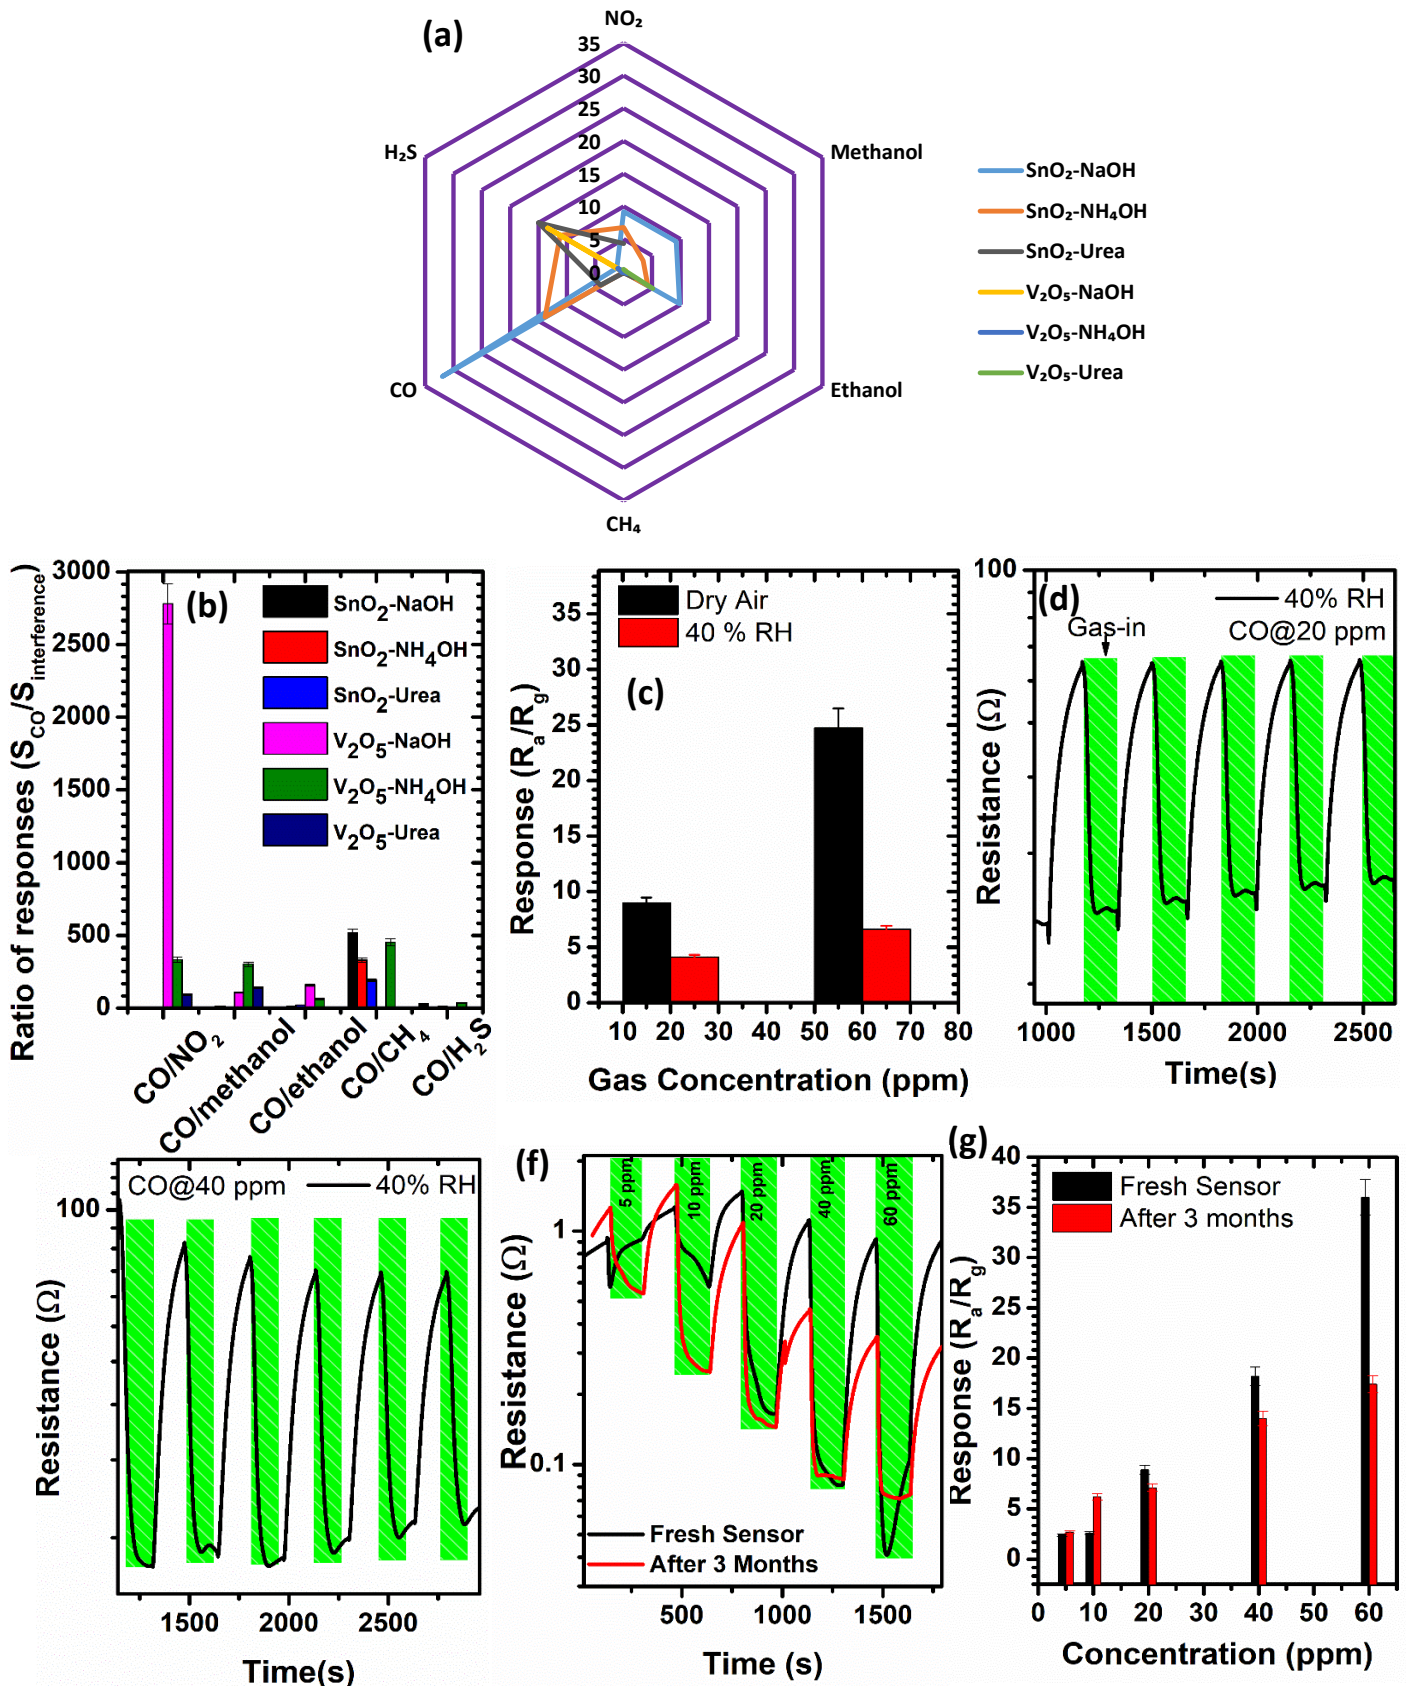 (a)
NO₂
35
30
25
20
15
10
5
0
H₂S
Methanol
CO
Ethanol
CH₄
SnO₂-NaOH
SnO₂-NH₄OH
SnO₂-Urea
V₂O₅-NaOH
V₂O₅-NH₄OH
V₂O₅-Urea
(b)
Ratio of responses (S_CO/S_interference)
3000
2500
2000
1500
1000
500
0
SnO₂-NaOH
SnO₂-NH₄OH
SnO₂-Urea
V₂O₅-NaOH
V₂O₅-NH₄OH
V₂O₅-Urea
CO/NO₂
CO/methanol
CO/ethanol
CO/CH₄
CO/H₂S
(c)
Dry Air
40 % RH
Response (Rₐ/R_g)
35
30
25
20
15
10
5
0
10 20 30 40 50 60 70 80
Gas Concentration (ppm)
(d)
40% RH
CO@20 ppm
Gas-in
100
Resistance (Ω)
1000 1500 2000 2500
Time(s)
CO@40 ppm
40% RH
100
Resistance (Ω)
1500 2000 2500
Time(s)
(f)
5 ppm
10 ppm
20 ppm
40 ppm
60 ppm
1
0.1
Resistance (Ω)
Fresh Sensor
After 3 Months
500 1000 1500
Time (s)
(g)
Fresh Sensor
After 3 months
Response (Rₐ/R_g)
40
35
30
25
20
15
10
5
0
0 10 20 30 40 50 60
Concentration (ppm)